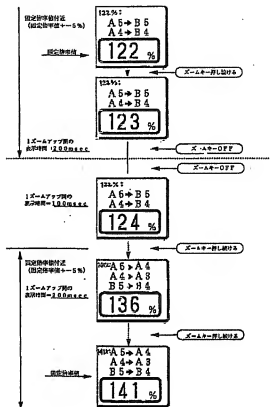 固定倍率値付近
(固定倍率値+-5%)
固定倍率値
122%:
A5→B5
A4→B4
122 %
ズームキー押し続ける
A5→B5
A4→B4
123 %
1ズームアップ間の
表示時間=200msec
ズームキーOFF
ズームキーOFF
122%:
A5→B5
A4→B4
124 %
1ズームアップ間の
表示時間=100msec
ズームキー押し続ける
固定倍率値付近
(固定倍率値+-5%)
A5→A4
A4→A3
B5→B4
136 %
1ズームアップ間の
表示時間=200msec
ズームキー押し続ける
141%:
A5→A4
A4→A3
B5→B4
141 %
固定倍率値